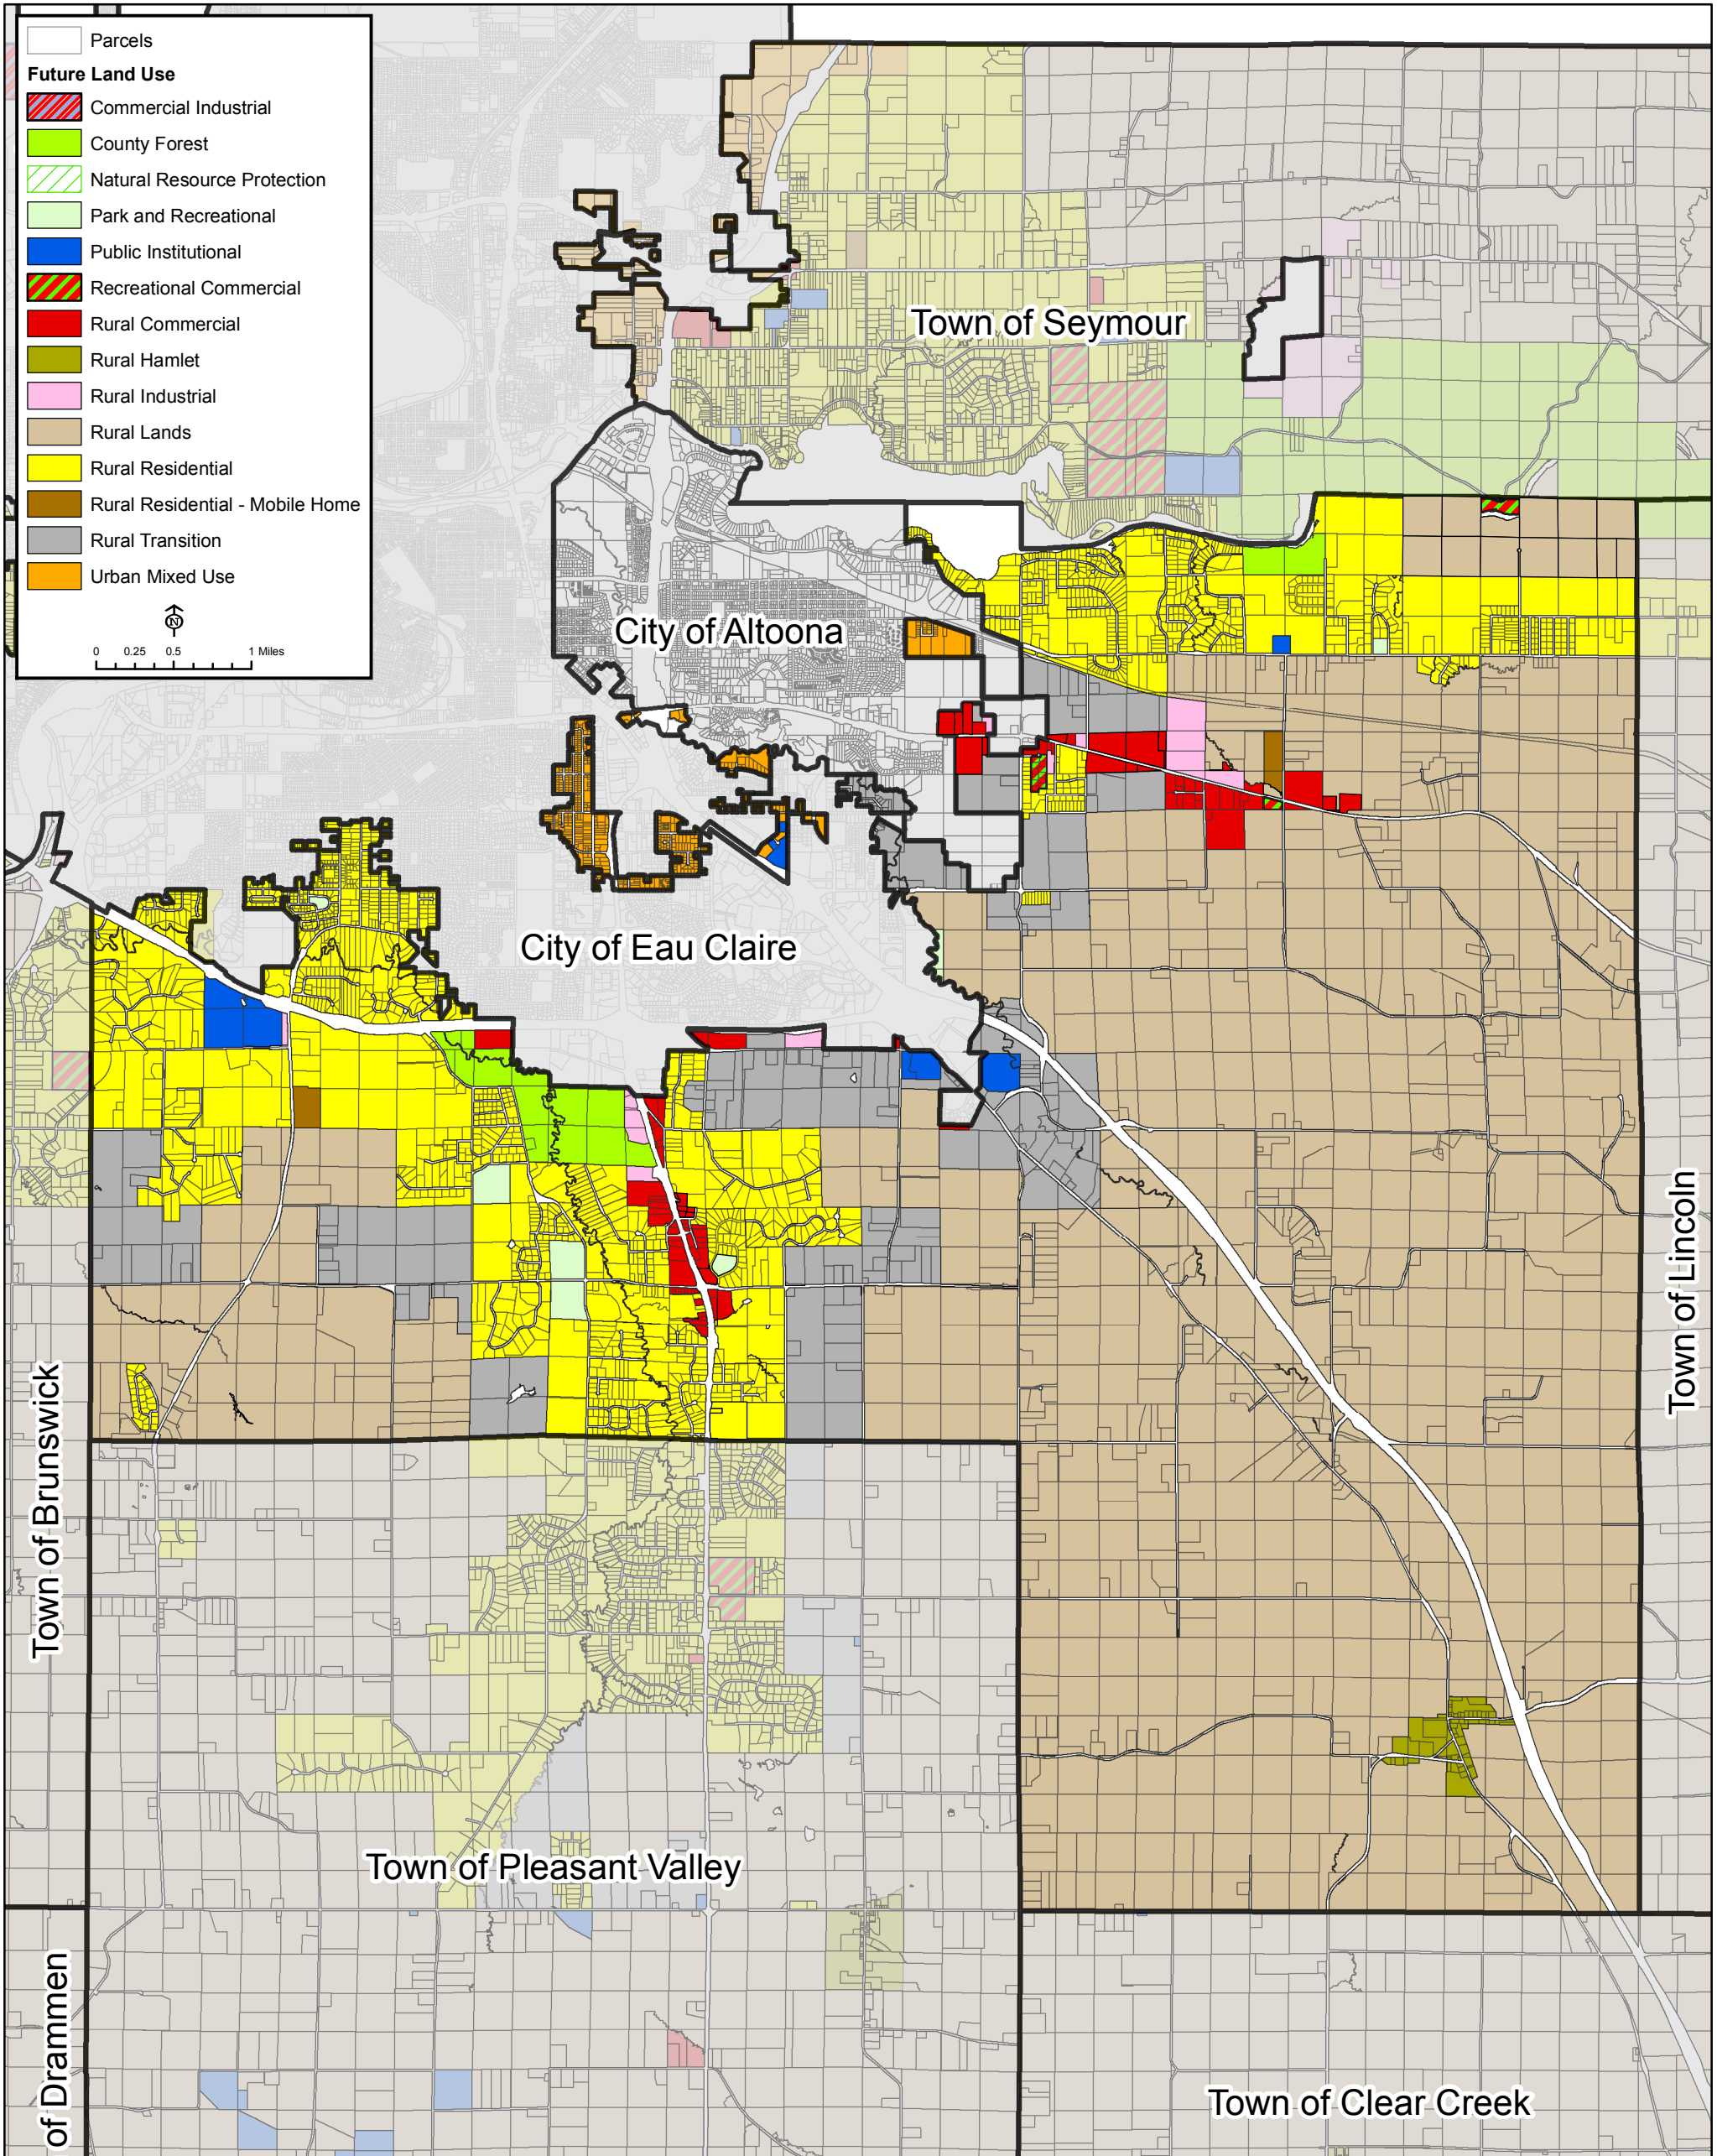 Parcels
Future Land Use
Commercial Industrial
County Forest
Natural Resource Protection
Park and Recreational
Public Institutional
Recreational Commercial
Rural Commercial
Rural Hamlet
Rural Industrial
Rural Lands
Rural Residential
Rural Residential - Mobile Home
Rural Transition
Urban Mixed Use
N
0 0.25 0.5 1 Miles
Town of Seymour
City of Altoona
City of Eau Claire
Town of Lincoln
Town of Brunswick
Town of Pleasant Valley
of Drammen
Town of Clear Creek